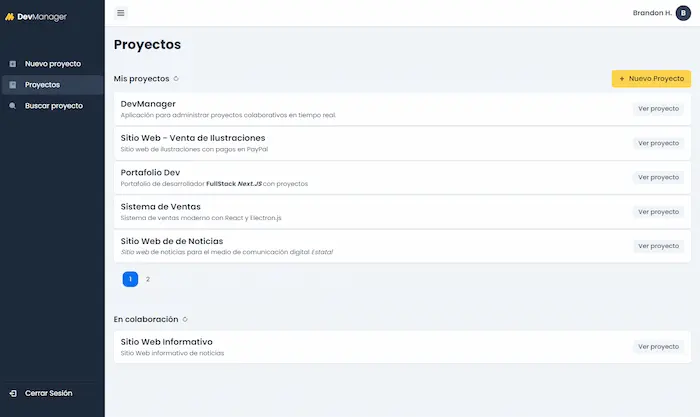 DevManager
Brandon H.
B
Nuevo proyecto
Proyectos
Buscar proyecto
Cerrar Sesión
Proyectos
Mis proyectos
+ Nuevo Proyecto
DevManager
Aplicación para administrar proyectos colaborativos en tiempo real.
Ver proyecto
Sitio Web - Venta de Ilustraciones
Sitio web de ilustraciones con pagos en PayPal
Ver proyecto
Portafolio Dev
Portafolio de desarrollador FullStack Next.JS con proyectos
Ver proyecto
Sistema de Ventas
Sistema de ventas moderno con React y Electron.js
Ver proyecto
Sitio Web de de Noticias
Sitio web de noticias para el medio de comunicación digital Estatal
Ver proyecto
1
2
En colaboración
Sitio Web Informativo
Sitio Web informativo de noticias
Ver proyecto